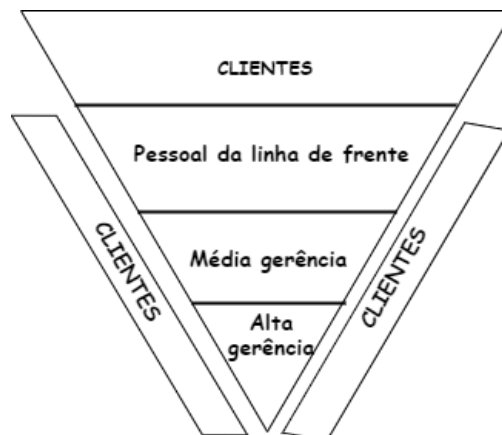 CLIENTES
Pessoal da linha de frente
Média gerência
Alta
gerência
CLIENTES
CLIENTES